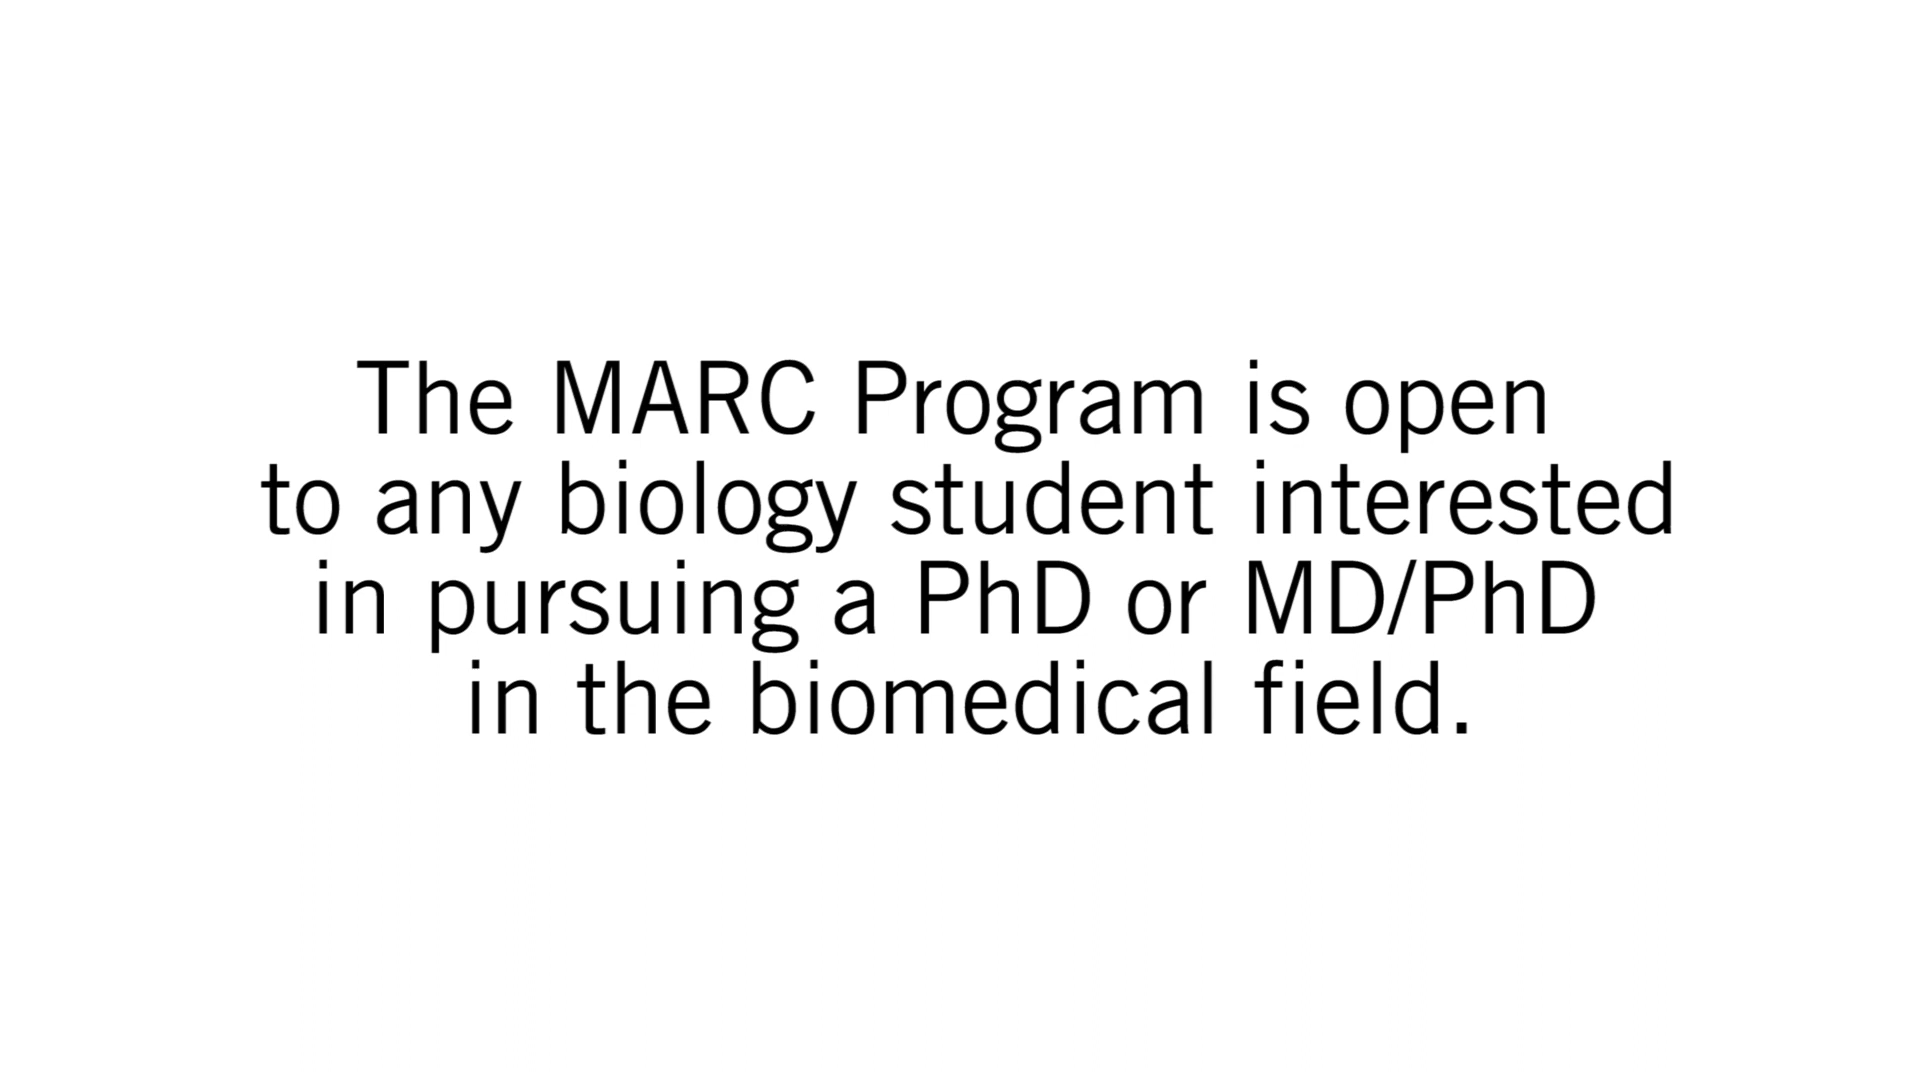 The MARC Program is open
to any biology student interested
in pursuing a PhD or MD/PhD
in the biomedical field.